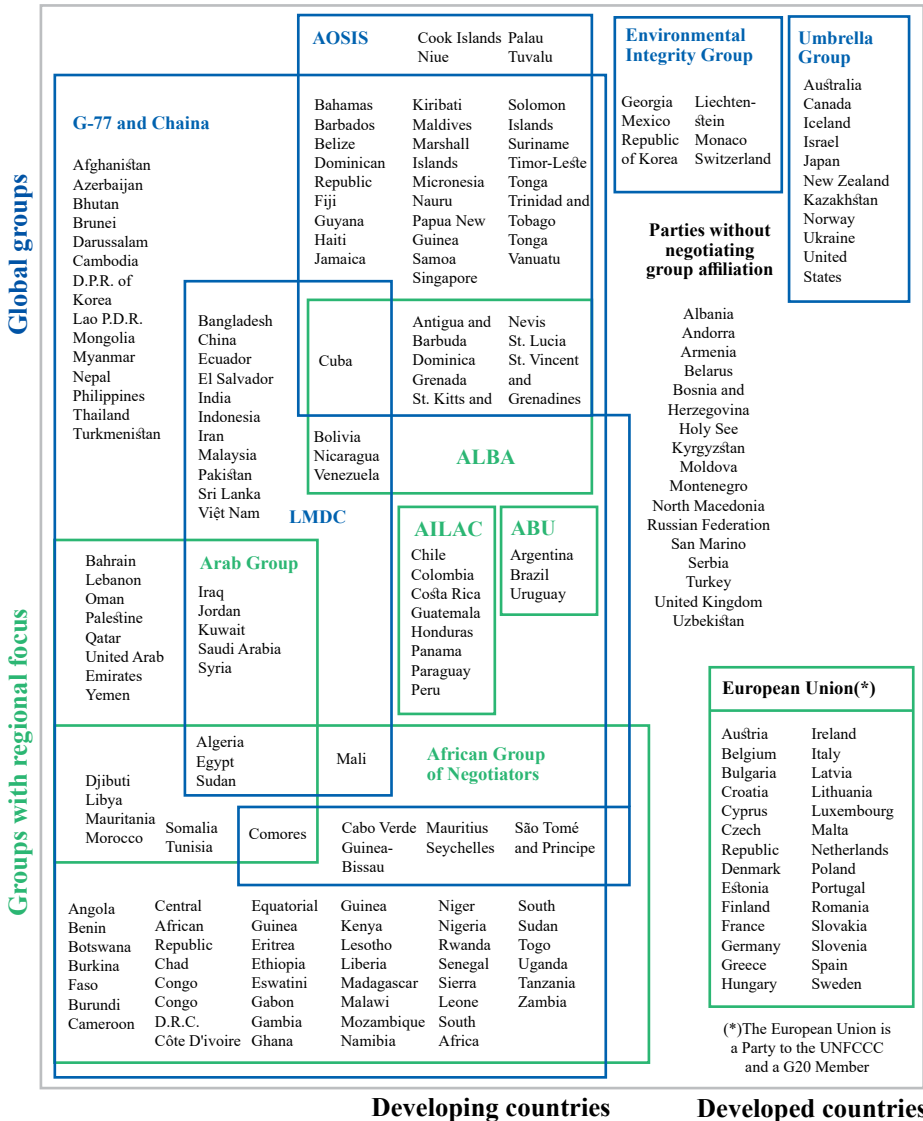 AOSIS
Cook Islands
Niue
Palau
Tuvalu
Environmental
Integrity Group
Georgia
Mexico
Republic
of Korea
Liechten-
stein
Monaco
Switzerland
Umbrella
Group
Australia
Canada
Iceland
Israel
Japan
New Zealand
Kazakhstan
Norway
Ukraine
United
States
Global groups
G-77 and Chaina
Afghanistan
Azerbaijan
Bhutan
Brunei
Darussalam
Cambodia
D.P.R. of
Korea
Lao P.D.R.
Mongolia
Myanmar
Nepal
Philippines
Thailand
Turkmenistan
Bahamas
Barbados
Belize
Dominican
Republic
Fiji
Guyana
Haiti
Jamaica
Kiribati
Maldives
Marshall
Islands
Micronesia
Nauru
Papua New
Guinea
Samoa
Singapore
Solomon
Islands
Suriname
Timor-Leste
Tonga
Trinidad and
Tobago
Tonga
Vanuatu
Bangladesh
China
Ecuador
El Salvador
India
Indonesia
Iran
Malaysia
Pakistan
Sri Lanka
Việt Nam
LMDC
Cuba
Antigua and
Barbuda
Dominica
Grenada
St. Kitts and
Nevis
St. Lucia
St. Vincent
and
Grenadines
Bolivia
Nicaragua
Venezuela
ALBA
Parties without
negotiating
group affiliation
Albania
Andorra
Armenia
Belarus
Bosnia and
Herzegovina
Holy See
Kyrgyzstan
Moldova
Montenegro
North Macedonia
Russian Federation
San Marino
Serbia
Turkey
United Kingdom
Uzbekistan
Groups with regional focus
Bahrain
Lebanon
Oman
Palestine
Qatar
United Arab
Emirates
Yemen
Arab Group
Iraq
Jordan
Kuwait
Saudi Arabia
Syria
AILAC
Chile
Colombia
Costa Rica
Guatemala
Honduras
Panama
Paraguay
Peru
ABU
Argentina
Brazil
Uruguay
Algeria
Egypt
Sudan
Mali
African Group
of Negotiators
Djibuti
Libya
Mauritania
Morocco
Somalia
Tunisia
Comores
Cabo Verde
Guinea-
Bissau
Mauritius
Seychelles
São Tomé
and Principe
Angola
Benin
Botswana
Burkina
Faso
Burundi
Cameroon
Central
African
Republic
Chad
Congo
Congo
D.R.C.
Côte D'ivoire
Equatorial
Guinea
Eritrea
Ethiopia
Eswatini
Gabon
Gambia
Ghana
Guinea
Kenya
Lesotho
Liberia
Madagascar
Malawi
Mozambique
Namibia
Niger
Nigeria
Rwanda
Senegal
Sierra
Leone
South
Africa
South
Sudan
Togo
Uganda
Tanzania
Zambia
European Union(*)
Austria
Belgium
Bulgaria
Croatia
Cyprus
Czech
Republic
Denmark
Estonia
Finland
France
Germany
Greece
Hungary
Ireland
Italy
Latvia
Lithuania
Luxembourg
Malta
Netherlands
Poland
Portugal
Romania
Slovakia
Slovenia
Spain
Sweden
(*)The European Union is
a Party to the UNFCCC
and a G20 Member
Developing countries
Developed countries